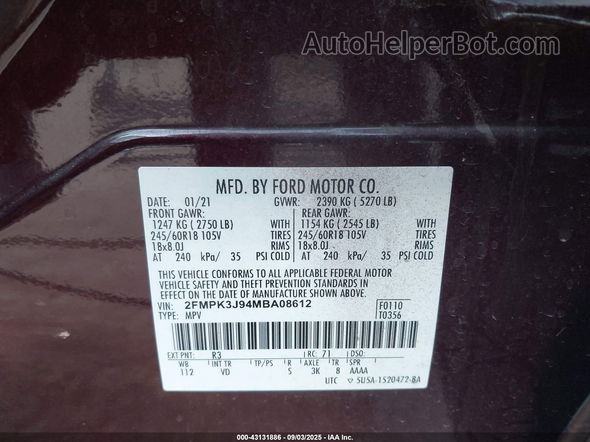 AutoHelperBot.com
MFD. BY FORD MOTOR CO.
DATE: 01/21 GVWR: 2390 KG ( 5270 LB)
FRONT GAWR: REAR GAWR:
1247 KG ( 2750 LB) WITH 1154 KG ( 2545 LB) WITH
245/60R18 105V TIRES 245/60R18 105V TIRES
18x8.0J RIMS 18x8.0J RIMS
AT 240 kPa/ 35 PSI COLD AT 240 kPa/ 35 PSI COLD
THIS VEHICLE CONFORMS TO ALL APPLICABLE FEDERAL MOTOR
VEHICLE SAFETY AND THEFT PREVENTION STANDARDS IN
EFFECT ON THE DATE OF MANUFACTURE SHOWN ABOVE.
VIN: 2FMPK3J94MBA08612 F0110
TYPE: MPV T0356
EXT PNT: R3 RC: 71 DSO:
WB INT TR TP/PS R AXLE TR SPR
112 VD S 3K 8 AAAA
UTC 5U5A-1520472-BA
© 00-43131886 - 09/03/2025 - IAA Inc.